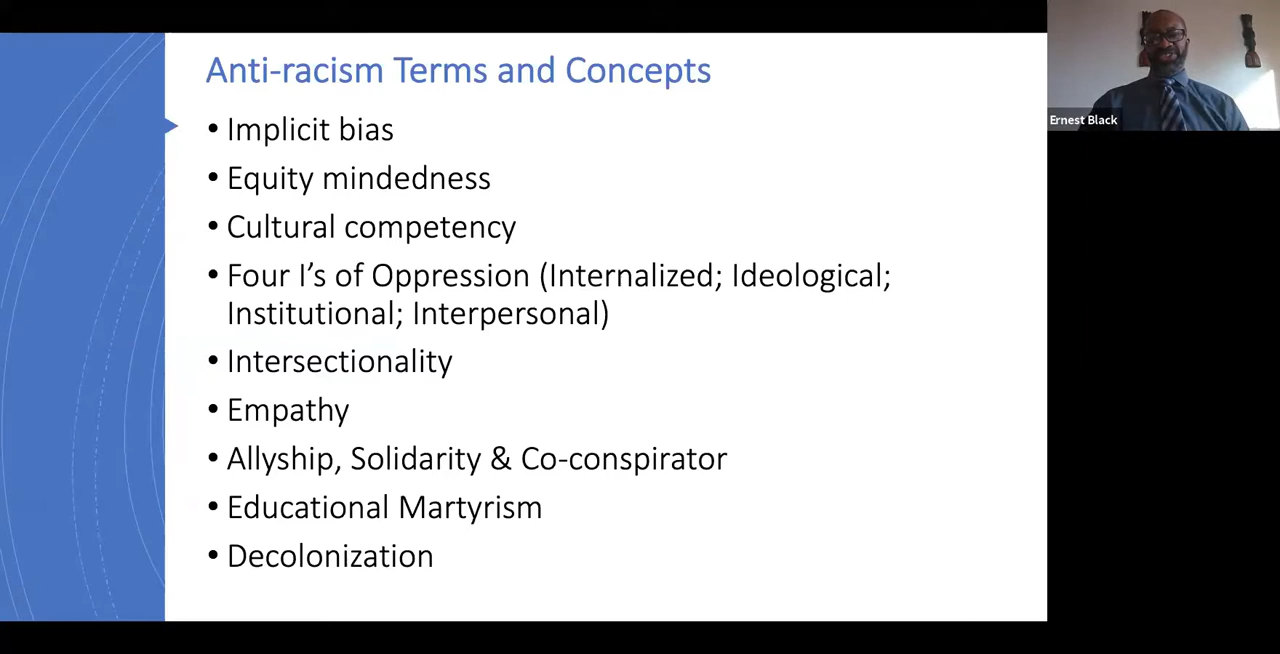 Anti-racism Terms and Concepts
• Implicit bias
• Equity mindedness
• Cultural competency
• Four I’s of Oppression (Internalized; Ideological;
Institutional; Interpersonal)
• Intersectionality
• Empathy
• Allyship, Solidarity & Co-conspirator
• Educational Martyrism
• Decolonization
Ernest Black